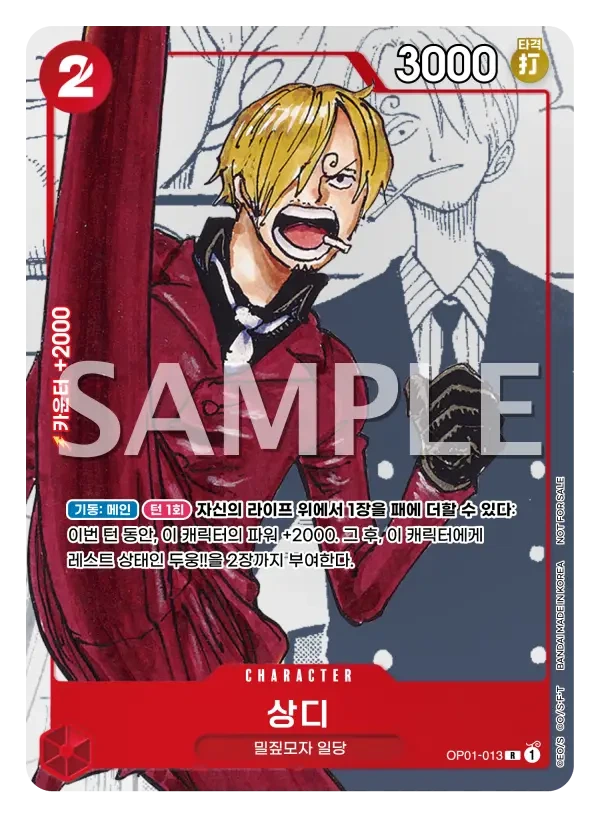 2
3000
타격
打
카운터 +2000
SAMPLE
기동: 메인 턴 1회 자신의 라이프 위에서 1장을 패에 더할 수 있다:
이번 턴 동안, 이 캐릭터의 파워 +2000. 그 후, 이 캐릭터에게
레스트 상태인 두웅!!을 2장까지 부여한다.
CHARACTER
상디
밀짚모자 일당
OP01-013 R 1
©EO/S ©O/S·F·T BANDAI MADE IN KOREA NOT FOR SALE